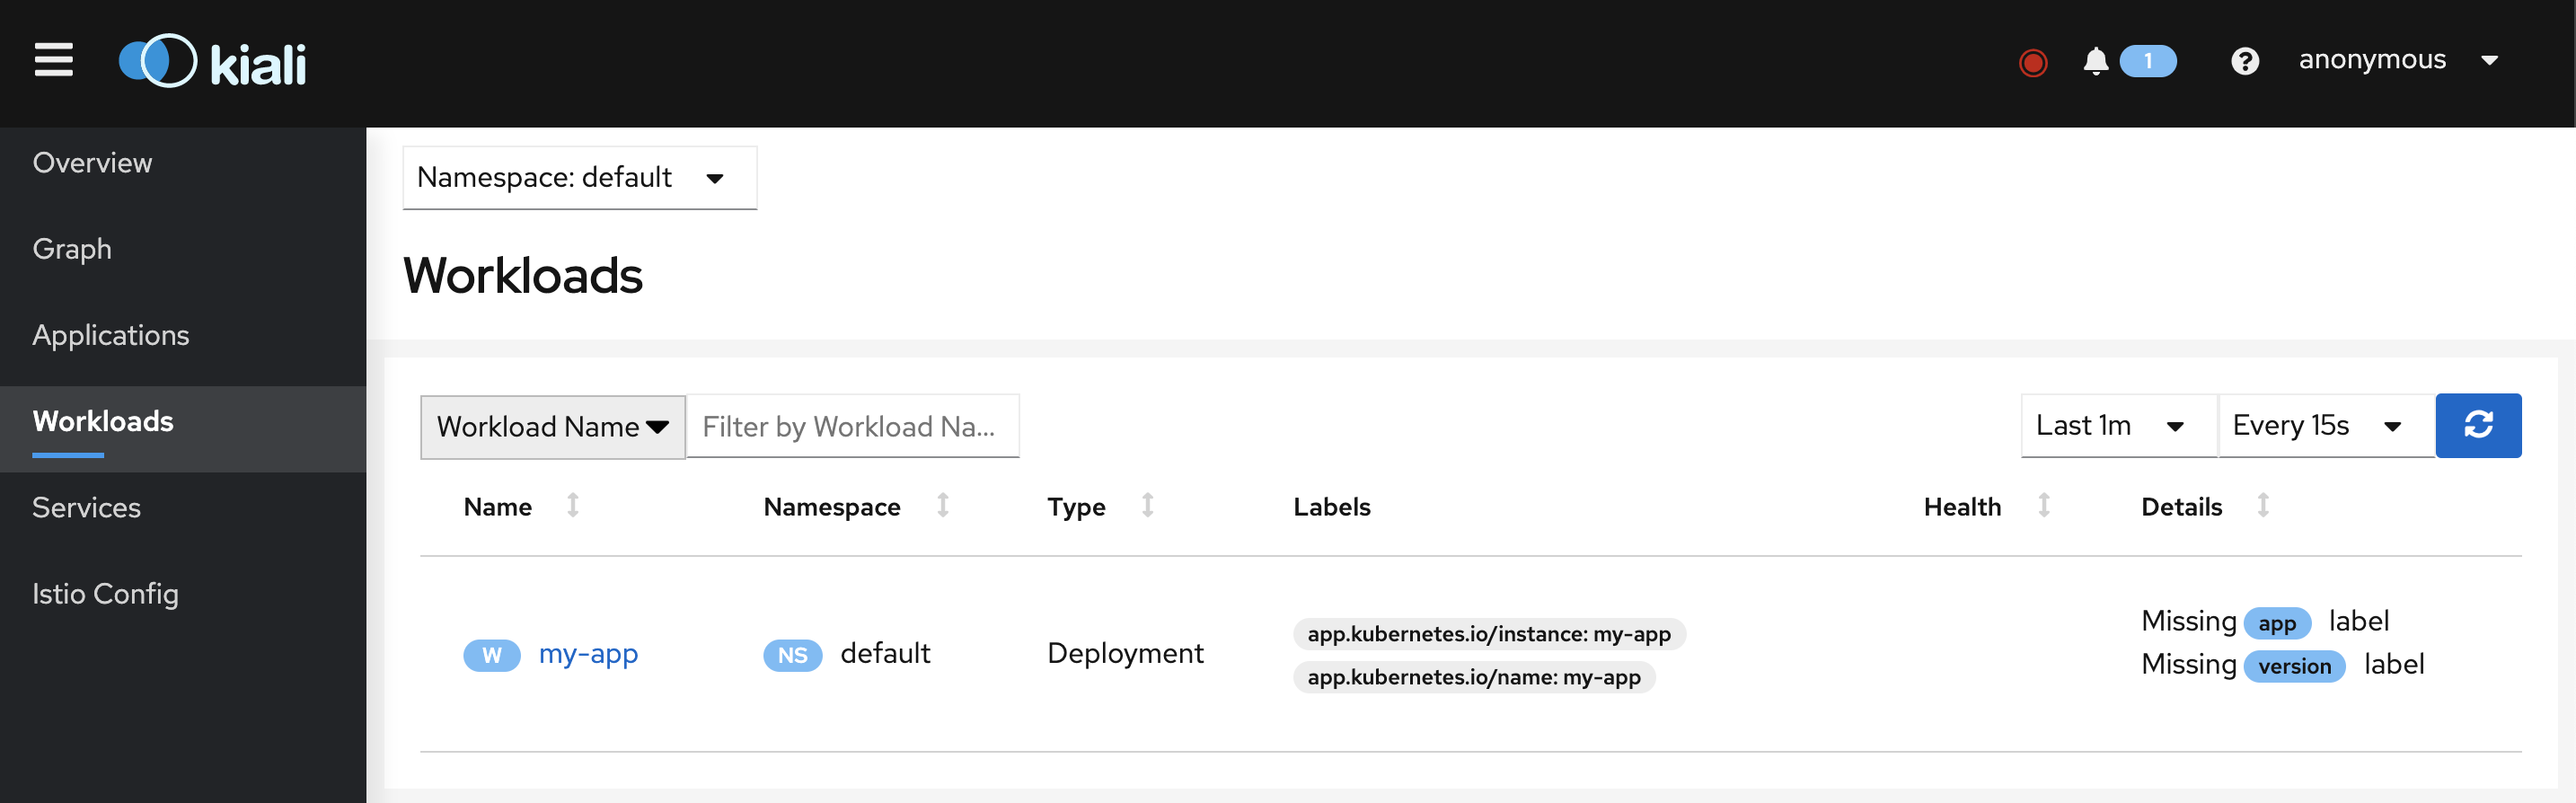 kiali
1
?
anonymous
Overview
Graph
Applications
Workloads
Services
Istio Config
Namespace: default
Workloads
Workload Name
Filter by Workload Na...
Last 1m
Every 15s
Name
Namespace
Type
Labels
Health
Details
W my-app
NS default
Deployment
app.kubernetes.io/instance: my-app
app.kubernetes.io/name: my-app
Missing app label
Missing version label